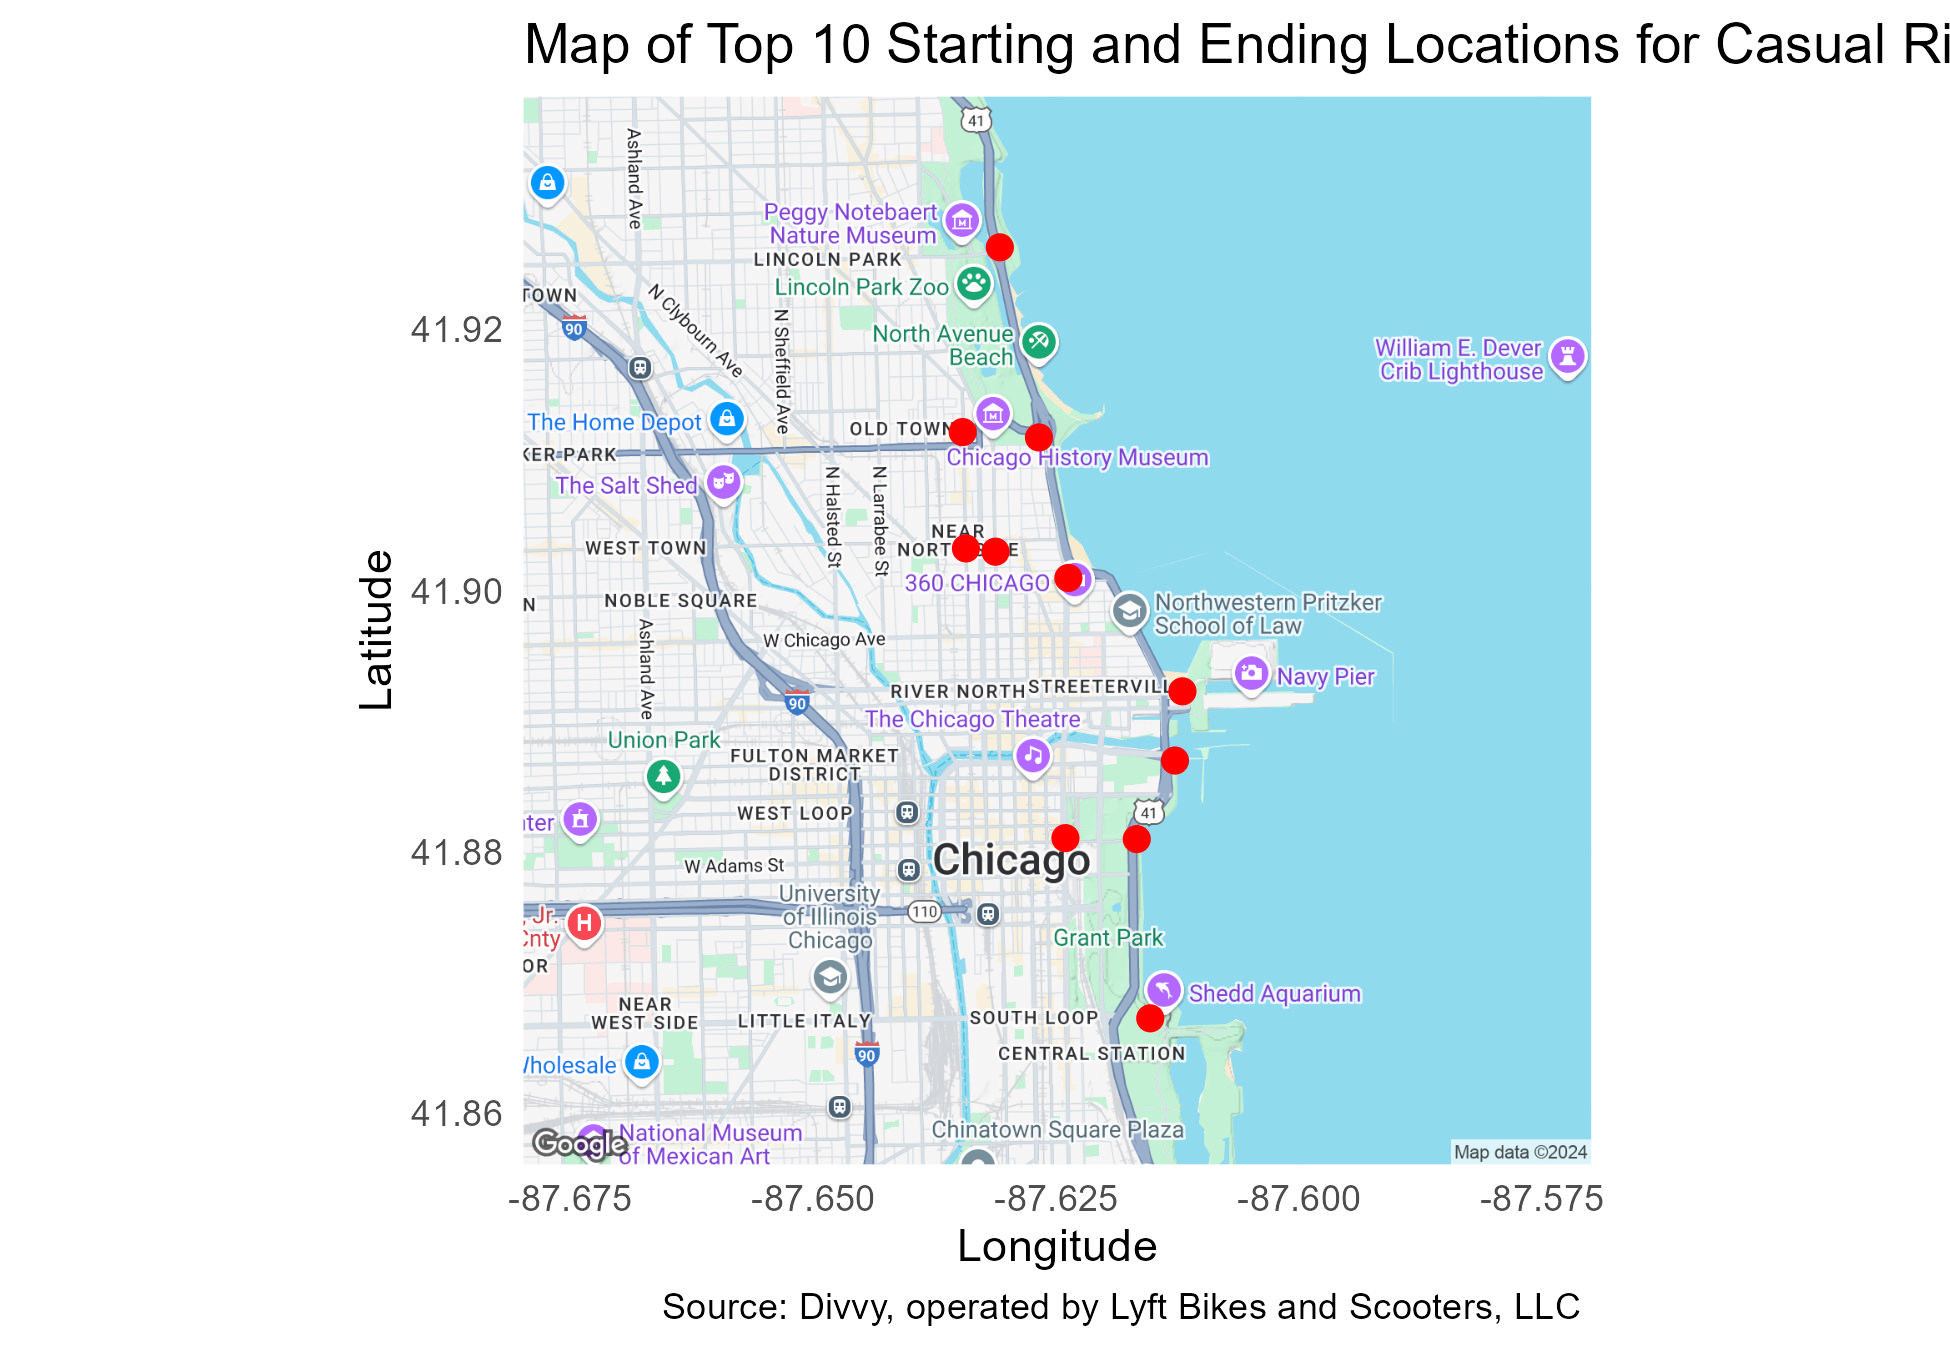 Map of Top 10 Starting and Ending Locations for Casual Ri
41
Ashland Ave
Peggy Notebaert
Nature Museum
LINCOLN PARK
Lincoln Park Zoo
TOWN
N Clybourn Ave
N Sheffield Ave
90
41.92
North Avenue
Beach
William E. Dever
Crib Lighthouse
The Home Depot
OLD TOWN
KER PARK
Chicago History Museum
The Salt Shed
N Halsted St
N Larrabee St
NEAR
WEST TOWN
360 CHICAGO
41.90
NOBLE SQUARE
N
Northwestern Pritzker
School of Law
Ashland Ave
W Chicago Ave
Latitude
Navy Pier
RIVER NORTH
STREETERVILL
90
The Chicago Theatre
Union Park
FULTON MARKET
DISTRICT
WEST LOOP
41
ter
41.88
Chicago
W Adams St
University
of Illinois
Chicago
110
, Jr.
Cnty
H
Grant Park
OR
Shedd Aquarium
NEAR
WEST SIDE
LITTLE ITALY
SOUTH LOOP
CENTRAL STATION
90
Wholesale
41.86
Chinatown Square Plaza
National Museum
of Mexican Art
Google
Map data ©2024
-87.675
-87.650
-87.625
-87.600
-87.575
Longitude
Source: Divvy, operated by Lyft Bikes and Scooters, LLC